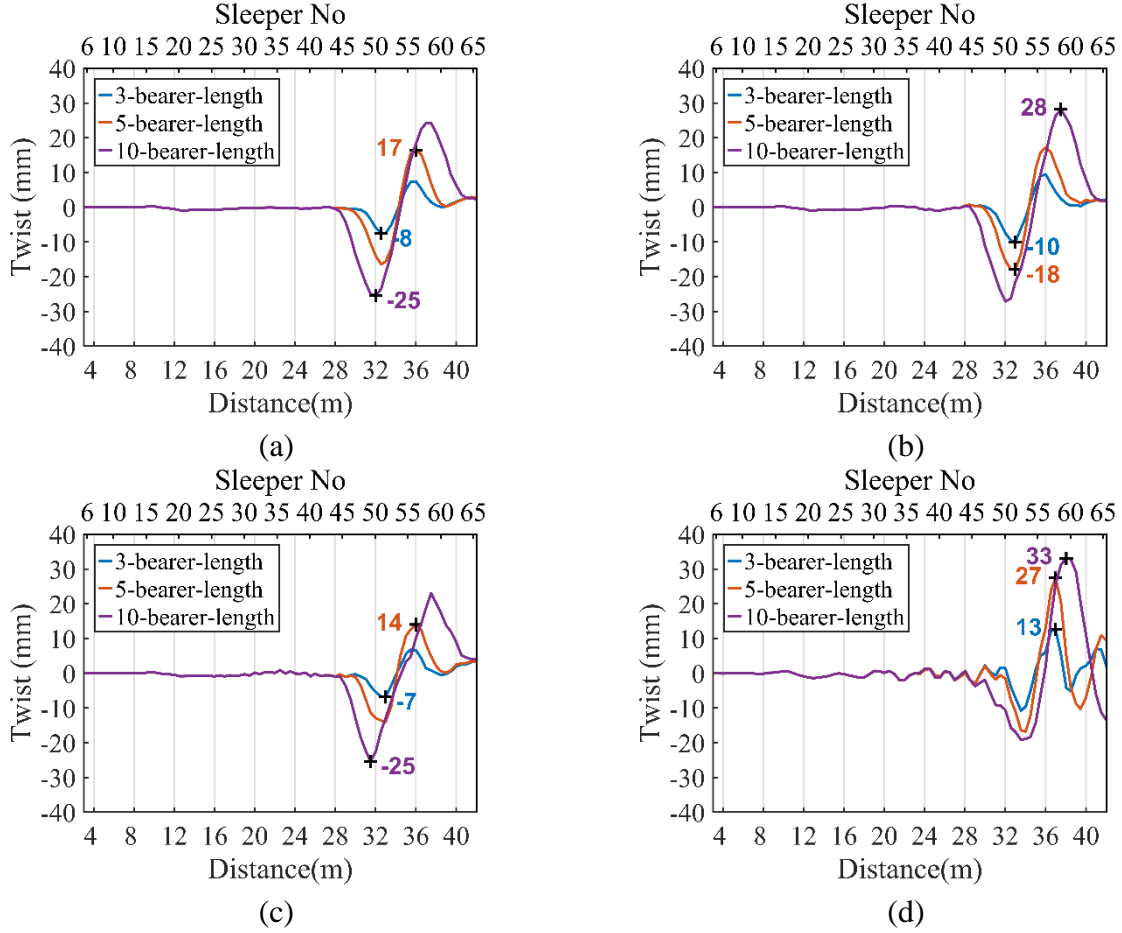 Sleeper No
6 10 15 20 25 30 35 40 45 50 55 60 65
40
30
20
10
0
-10
-20
-30
-40
Twist (mm)
3-bearer-length
5-bearer-length
10-bearer-length
17
-8
-25
4 8 12 16 20 24 28 32 36 40
Distance(m)
(a)
Sleeper No
6 10 15 20 25 30 35 40 45 50 55 60 65
40
30
20
10
0
-10
-20
-30
-40
Twist (mm)
3-bearer-length
5-bearer-length
10-bearer-length
28
-10
-18
4 8 12 16 20 24 28 32 36 40
Distance(m)
(b)
Sleeper No
6 10 15 20 25 30 35 40 45 50 55 60 65
40
30
20
10
0
-10
-20
-30
-40
Twist (mm)
3-bearer-length
5-bearer-length
10-bearer-length
14
-7
-25
4 8 12 16 20 24 28 32 36 40
Distance(m)
(c)
Sleeper No
6 10 15 20 25 30 35 40 45 50 55 60 65
40
30
20
10
0
-10
-20
-30
-40
Twist (mm)
3-bearer-length
5-bearer-length
10-bearer-length
33
27
13
4 8 12 16 20 24 28 32 36 40
Distance(m)
(d)